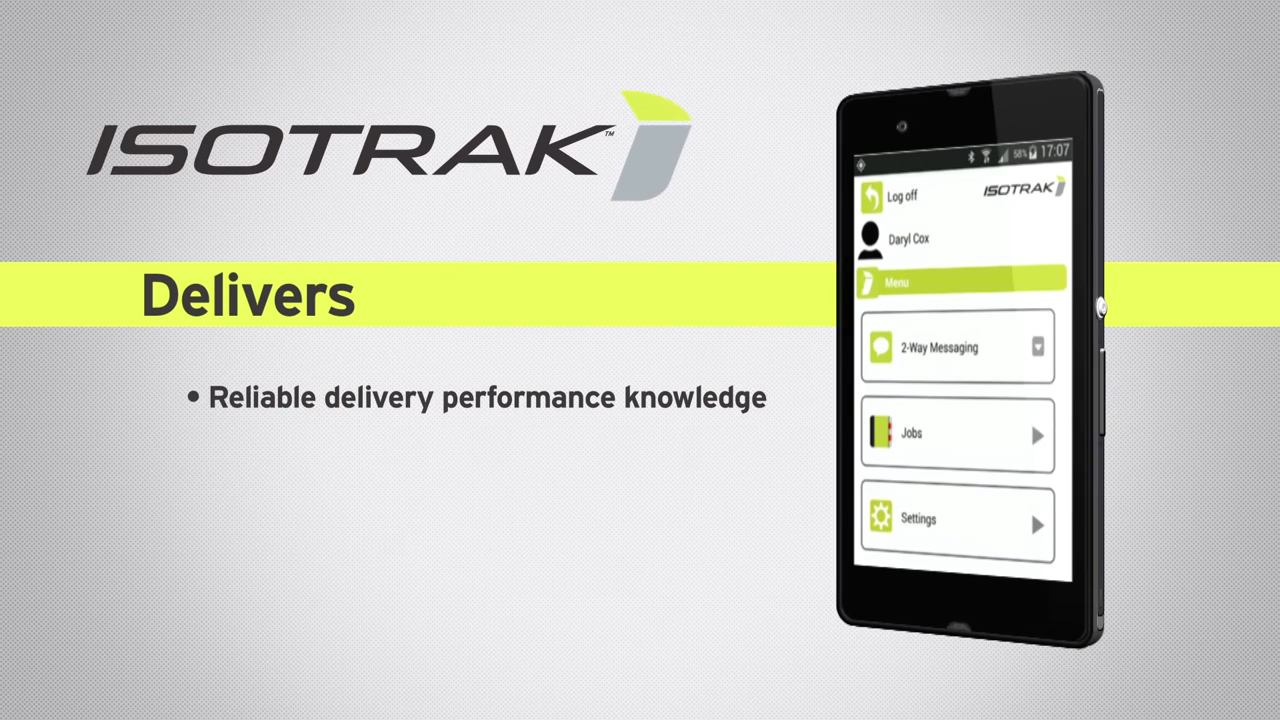 ISOTRAK™
Delivers
• Reliable delivery performance knowledge
58% 17:07
Log off
ISOTRAK
Daryl Cox
Menu
2-Way Messaging
Jobs
Settings